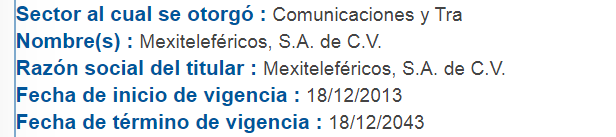 Sector al cual se otorgó : Comunicaciones y Tra
Nombre(s) : Mexiteleféricos, S.A. de C.V.
Razón social del titular : Mexiteleféricos, S.A. de C.V.
Fecha de inicio de vigencia : 18/12/2013
Fecha de término de vigencia : 18/12/2043